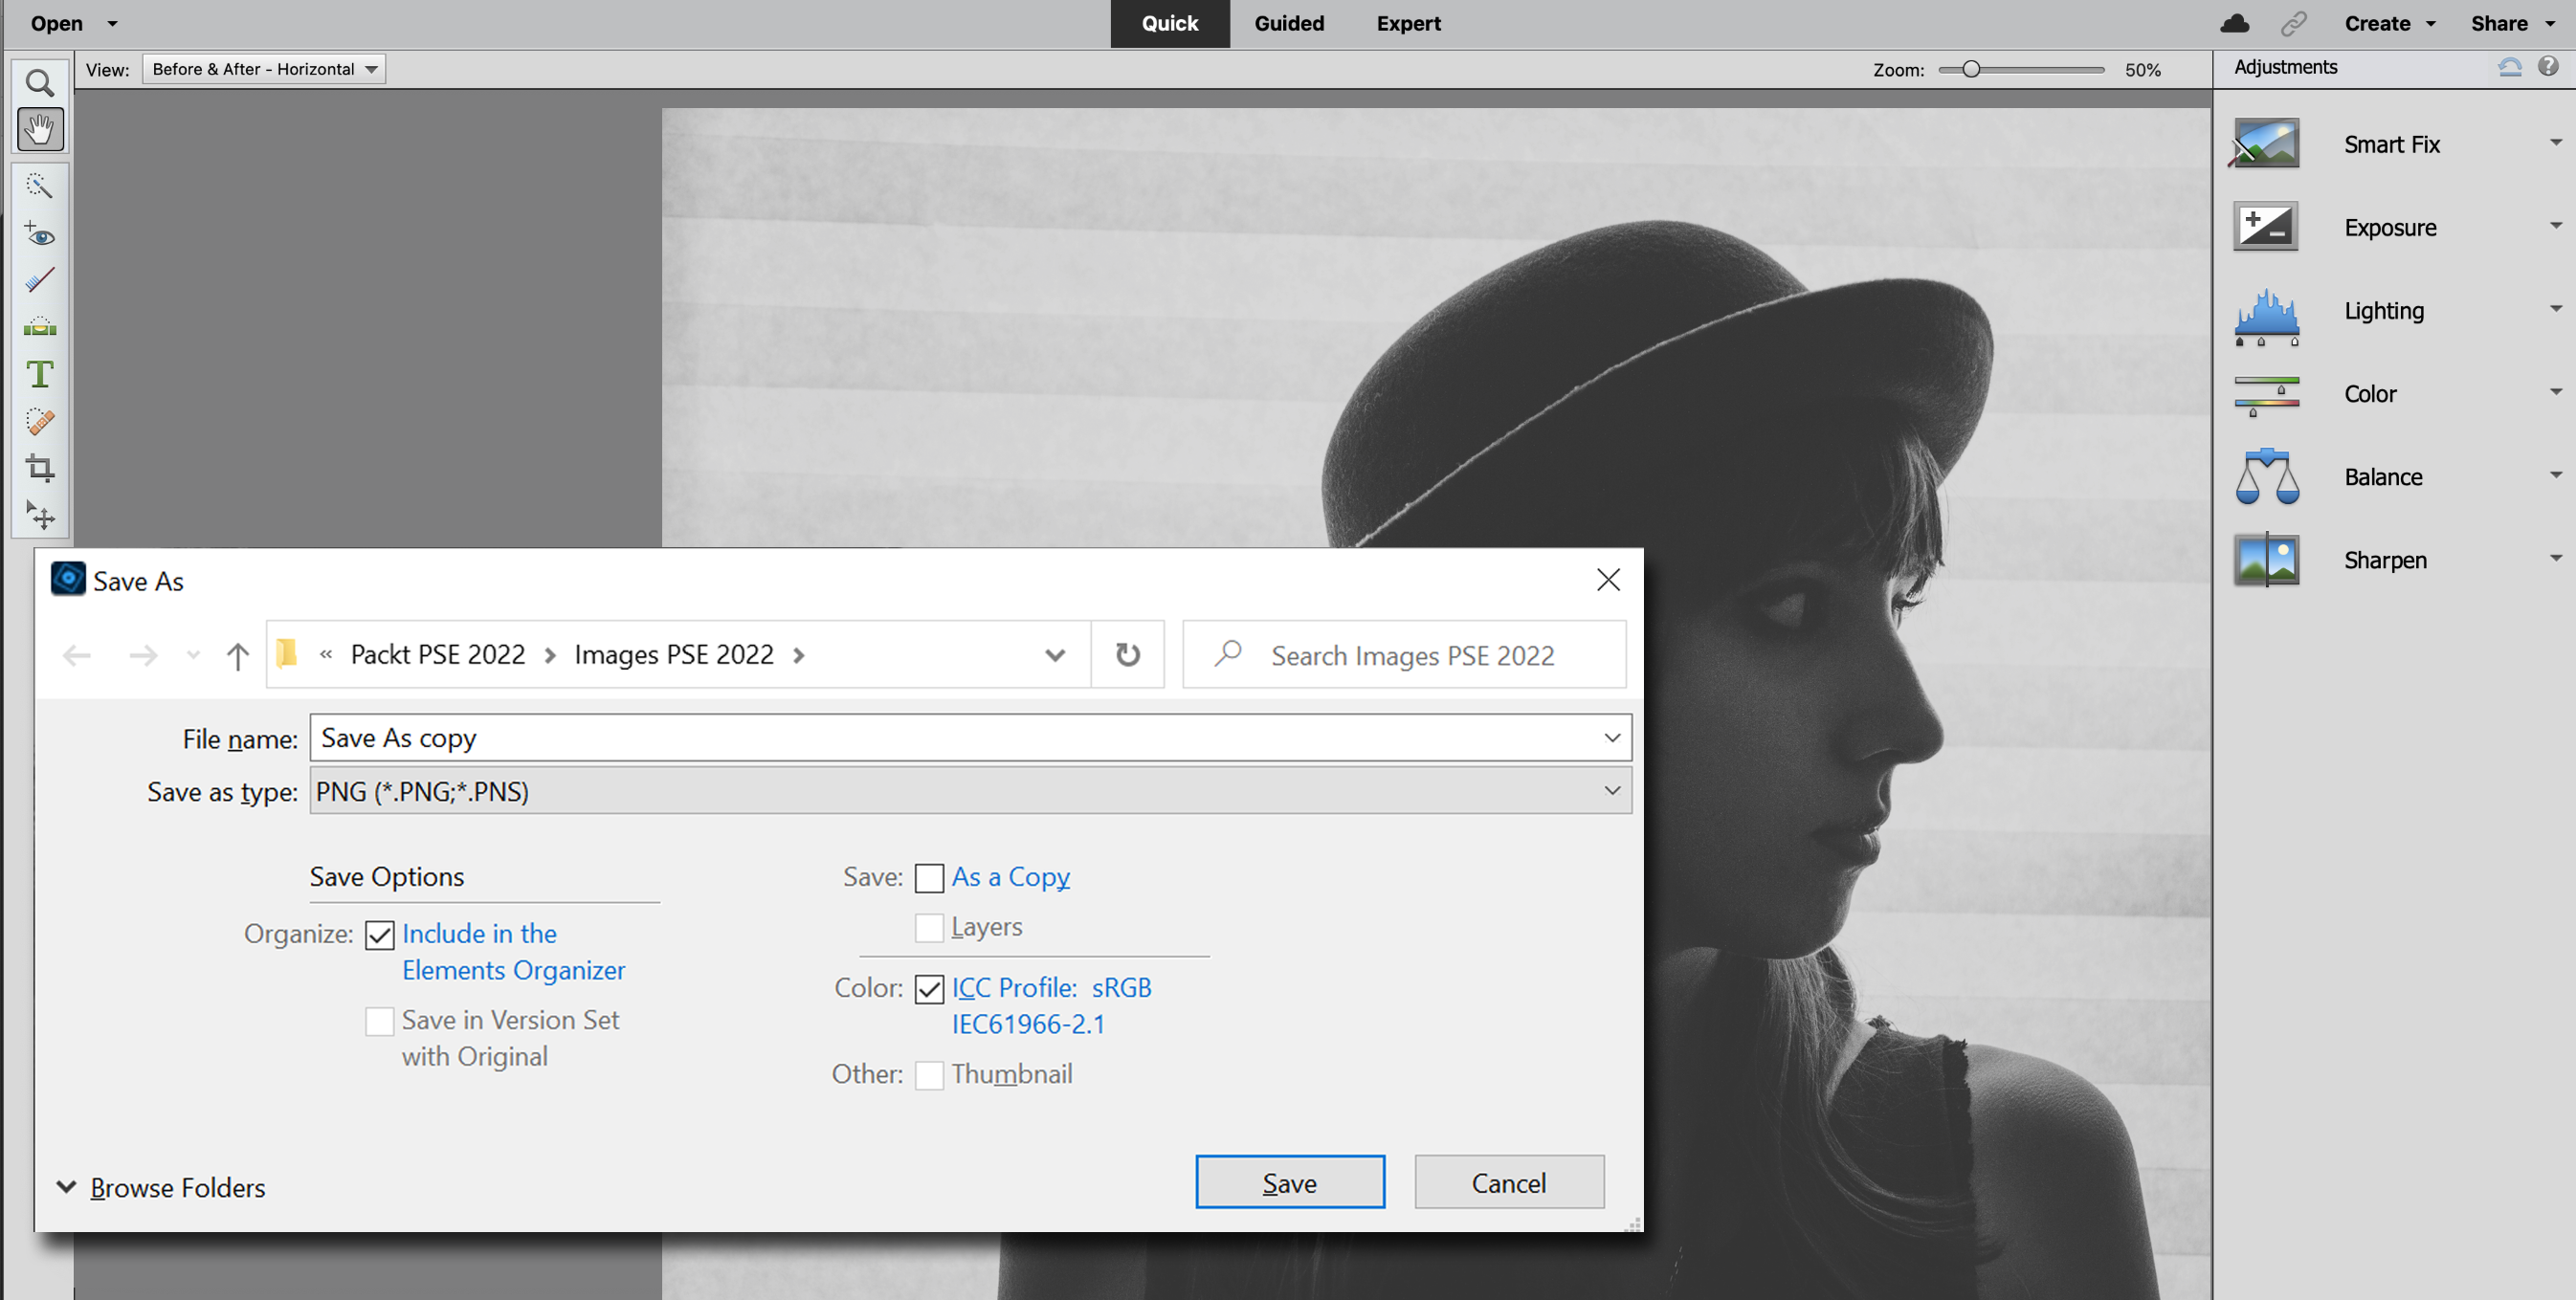 Open Quick Guided Expert Create Share
View: Before & After - Horizontal Zoom: 50% Adjustments
T
Smart Fix
Exposure
Lighting
Color
Balance
Sharpen
Save As
« Packt PSE 2022 > Images PSE 2022 > Search Images PSE 2022
File name: Save As copy
Save as type: PNG (*.PNG;*.PNS)
Save Options
Organize: Include in the
Elements Organizer
Save in Version Set
with Original
Save: As a Copy
Layers
Color: ICC Profile: sRGB
IEC61966-2.1
Other: Thumbnail
Browse Folders
Save Cancel